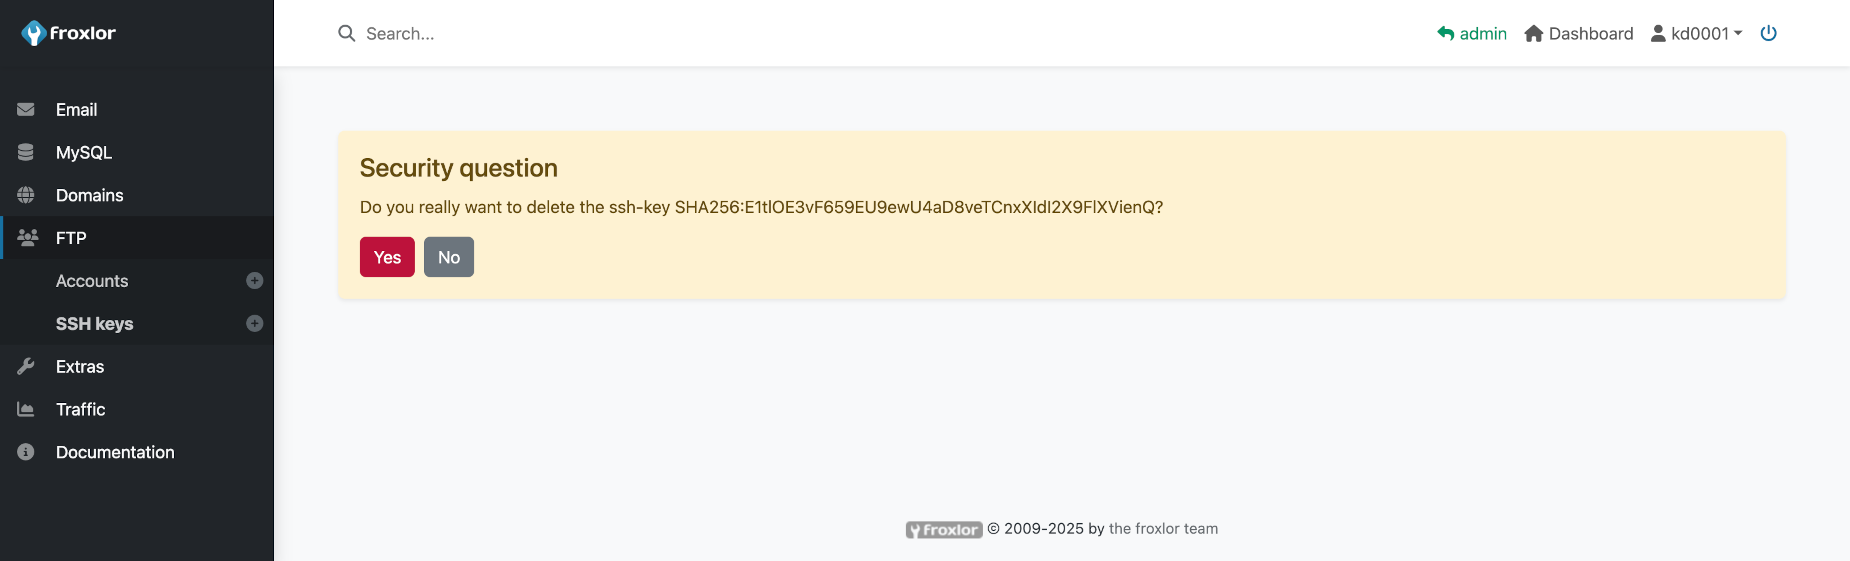 froxlor
Search...
admin
Dashboard
kd0001
Email
MySQL
Domains
FTP
Accounts
SSH keys
Extras
Traffic
Documentation
Security question
Do you really want to delete the ssh-key SHA256:E1tlOE3vF659EU9ewU4aD8veTCnxXIdI2X9FlXVienQ?
Yes
No
froxlor © 2009-2025 by the froxlor team